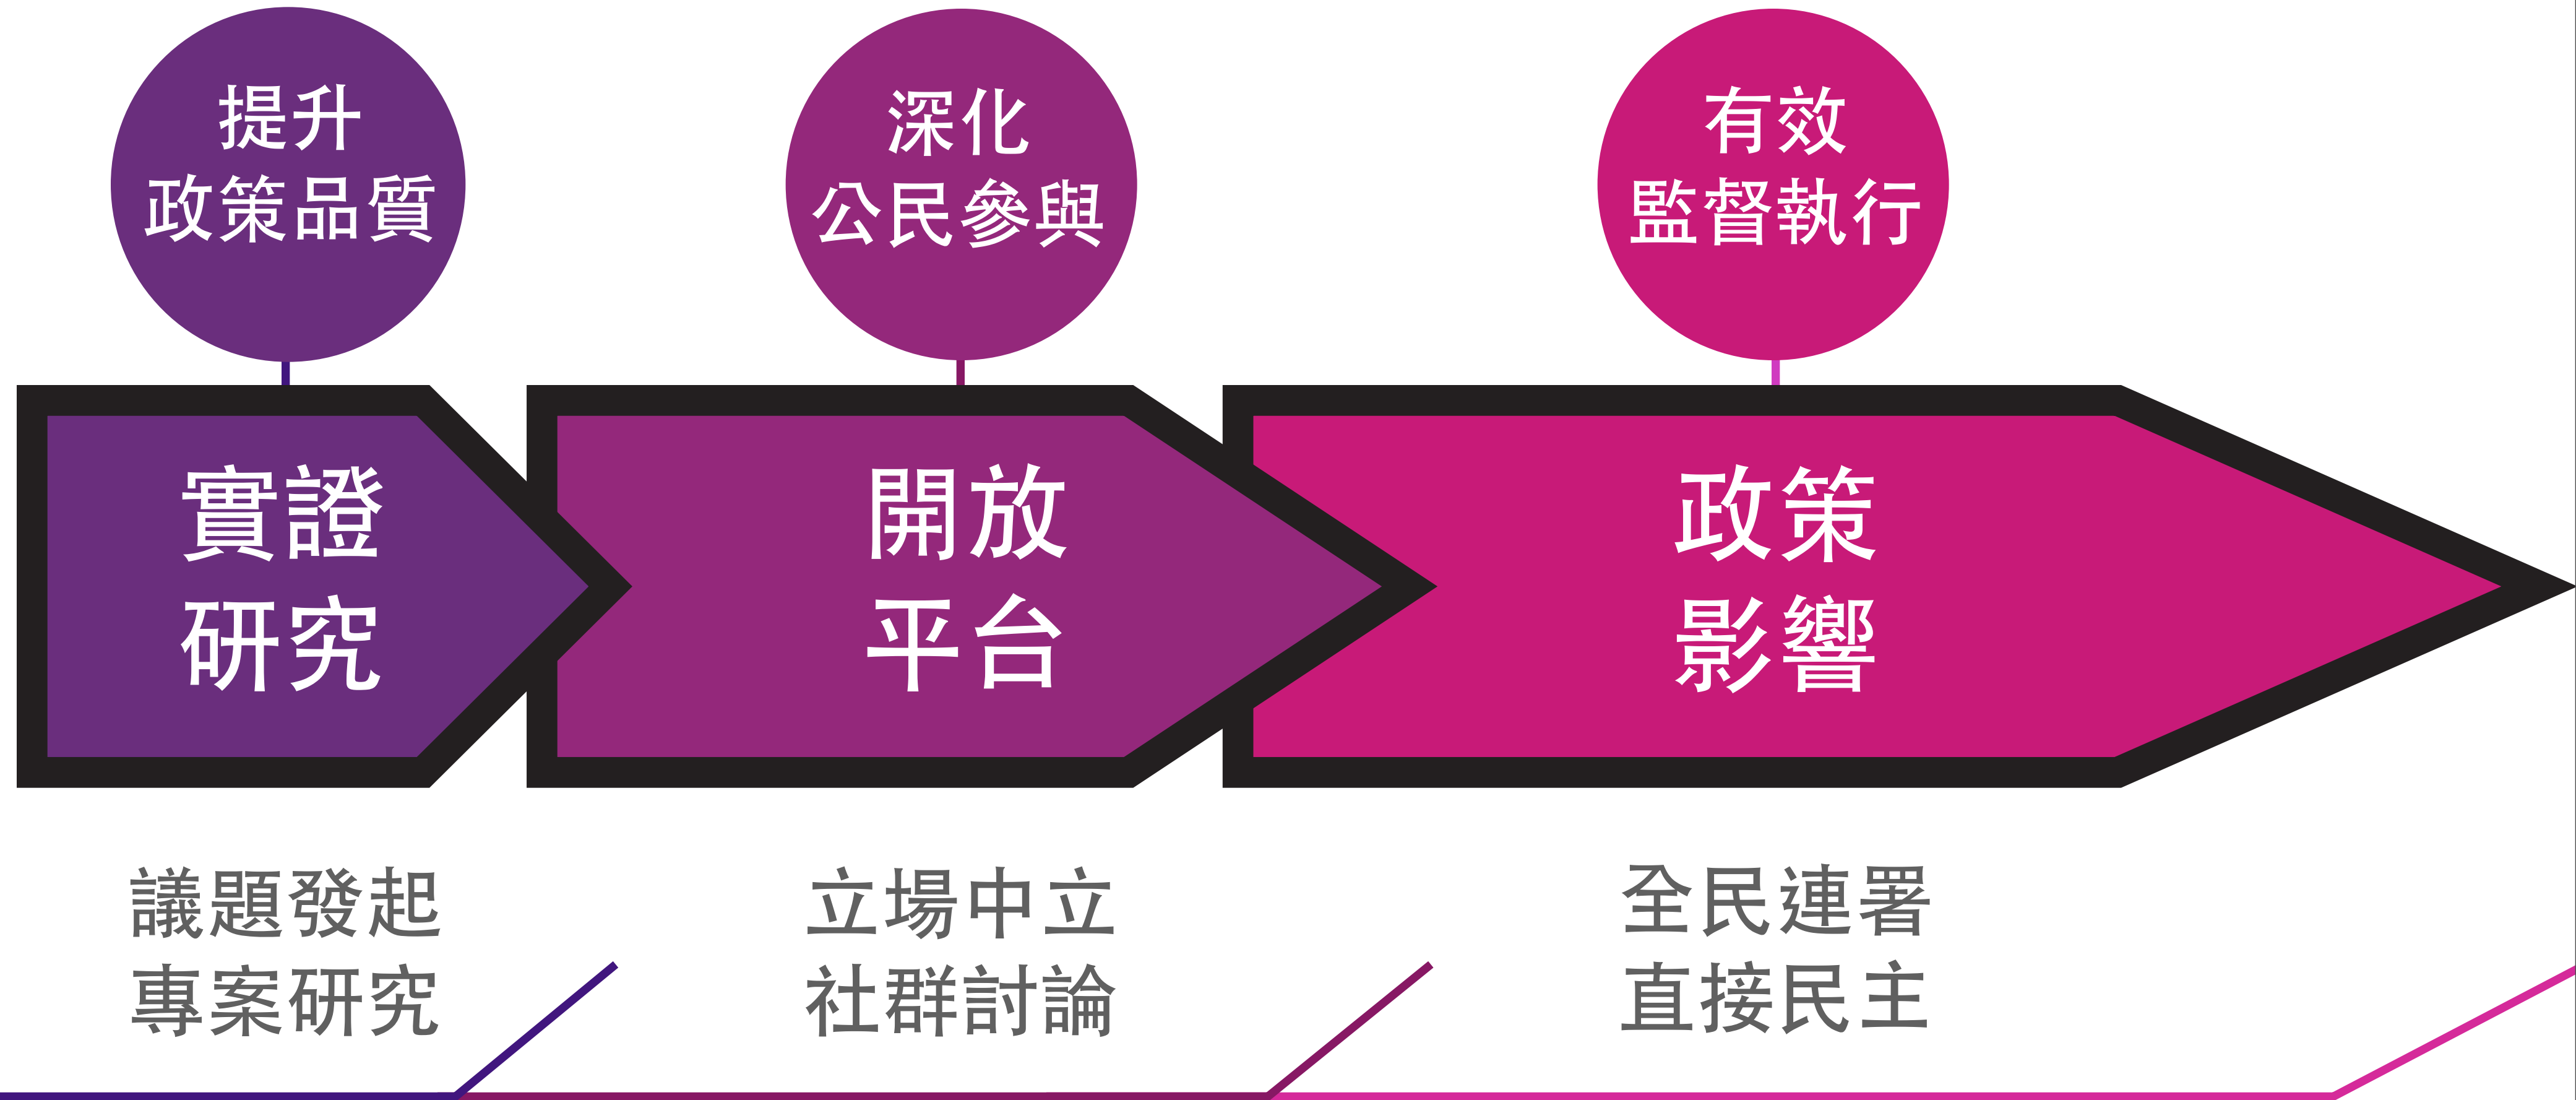 提升
政策品質
深化
公民參與
有效
監督執行
實證
研究
開放
平台
政策
影響
議題發起
專案研究
立場中立
社群討論
全民連署
直接民主